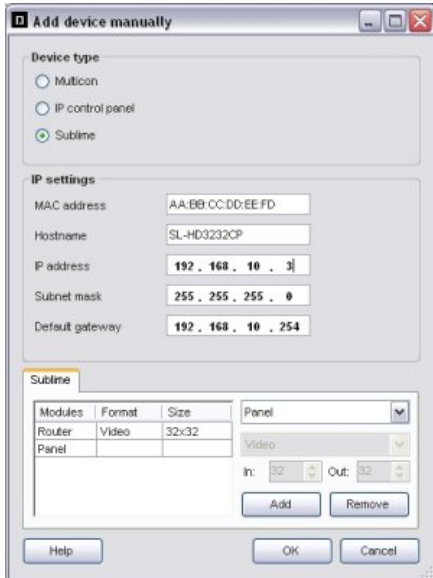 Add device manually
Device type
Multicon
IP control panel
Sublime
IP settings
MAC address AA:BB:CC:DD:EE:FD
Hostname SL-HD3232CP
IP address 192 . 168 . 10 . 3
Subnet mask 255 . 255 . 255 . 0
Default gateway 192 . 168 . 10 . 254
Sublime
Modules Format Size
Router Video 32x32
Panel
Panel
Video
In: 32 Out: 32
Add Remove
Help OK Cancel